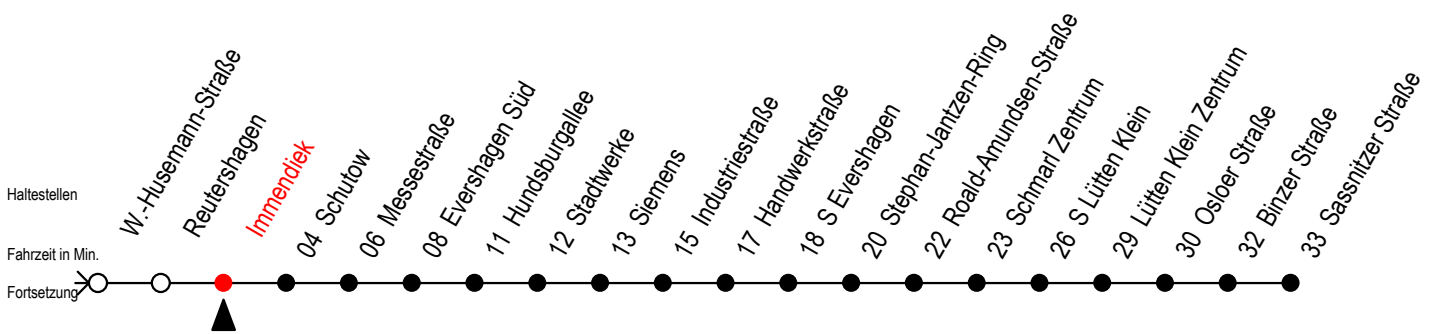 W.-Husemann-Straße
Reutershagen
Immendiek
04 Schutow
06 Messestraße
08 Evershagen Süd
11 Hundsburgallee
12 Stadtwerke
13 Siemens
15 Industriestraße
17 Handwerkstraße
18 S Evershagen
20 Stephan-Jantzen-Ring
22 Roald-Amundsen-Straße
23 Schmarl Zentrum
26 S Lütten Klein
29 Lütten Klein Zentrum
30 Osloer Straße
32 Binzer Straße
33 Sassnitzer Straße
Haltestellen
Fahrzeit in Min.
Fortsetzung